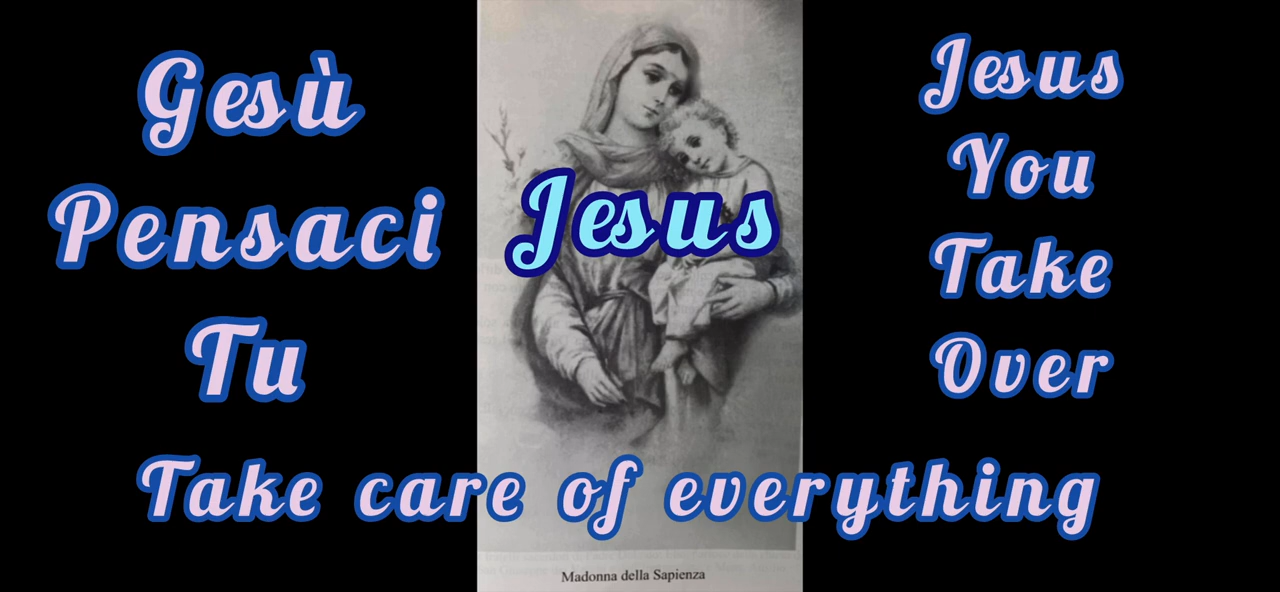 Gesù
Pensaci
Tu
Jesus
Jesus
You
Take
Over
Take care of everything
Madonna della Sapienza